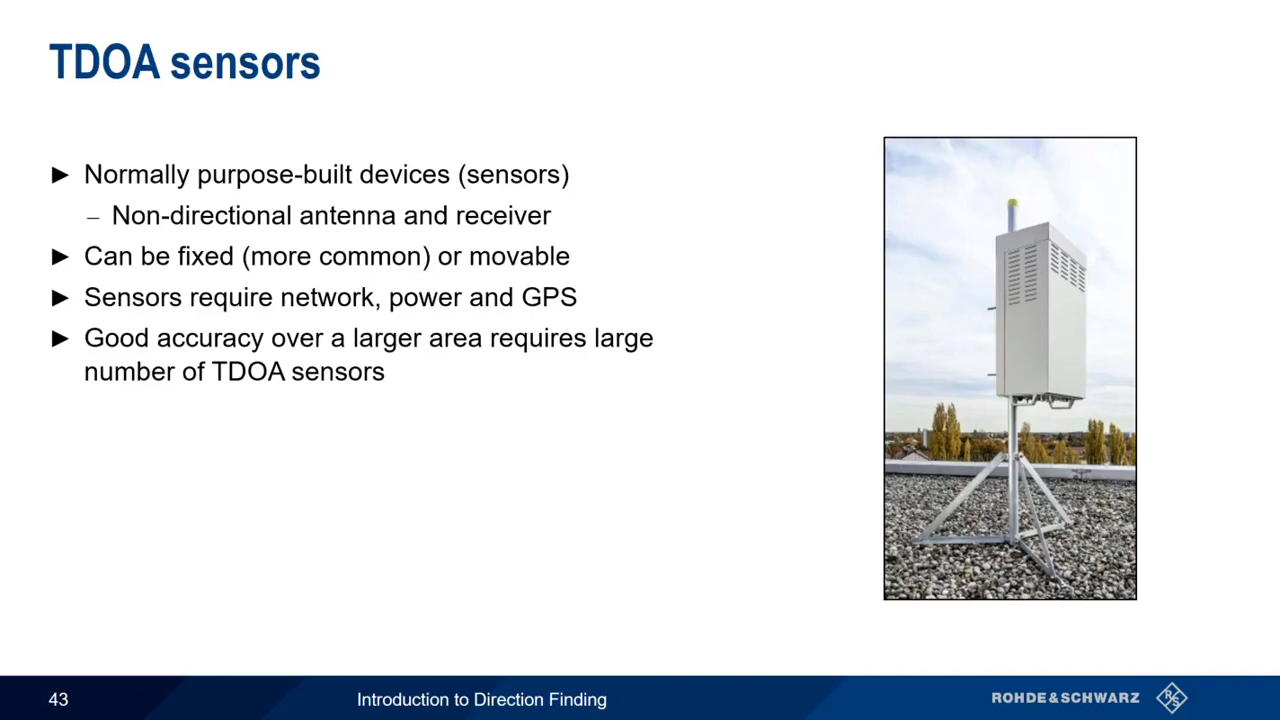 TDOA sensors
► Normally purpose-built devices (sensors)
– Non-directional antenna and receiver
► Can be fixed (more common) or movable
► Sensors require network, power and GPS
► Good accuracy over a larger area requires large
number of TDOA sensors
43
Introduction to Direction Finding
ROHDE & SCHWARZ
R&S